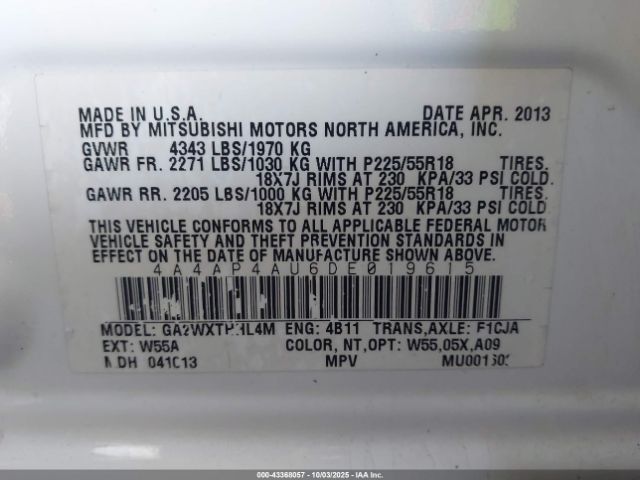 MADE IN U.S.A. DATE APR. 2013
MFD BY MITSUBISHI MOTORS NORTH AMERICA, INC.
GVWR 4343 LBS/1970 KG
GAWR FR. 2271 LBS/1030 KG WITH P225/55R18 TIRES.
18X7J RIMS AT 230 KPA/33 PSI COLD.
GAWR RR. 2205 LBS/1000 KG WITH P225/55R18 TIRES.
18X7J RIMS AT 230 KPA/33 PSI COLD.
THIS VEHICLE CONFORMS TO ALL APPLICABLE FEDERAL MOTOR
VEHICLE SAFETY AND THEFT PREVENTION STANDARDS IN
EFFECT ON THE DATE OF MANUFACTURE SHOWN ABOVE.
4A4AP4AU6DE019615
MODEL: ENG: 4B11 TRANS,AXLE: F1CJA
EXT: W55A COLOR, NT,OPT: W55,05X,A09
MPV
000-43368057 - 10/03/2025 - IAA, Inc.